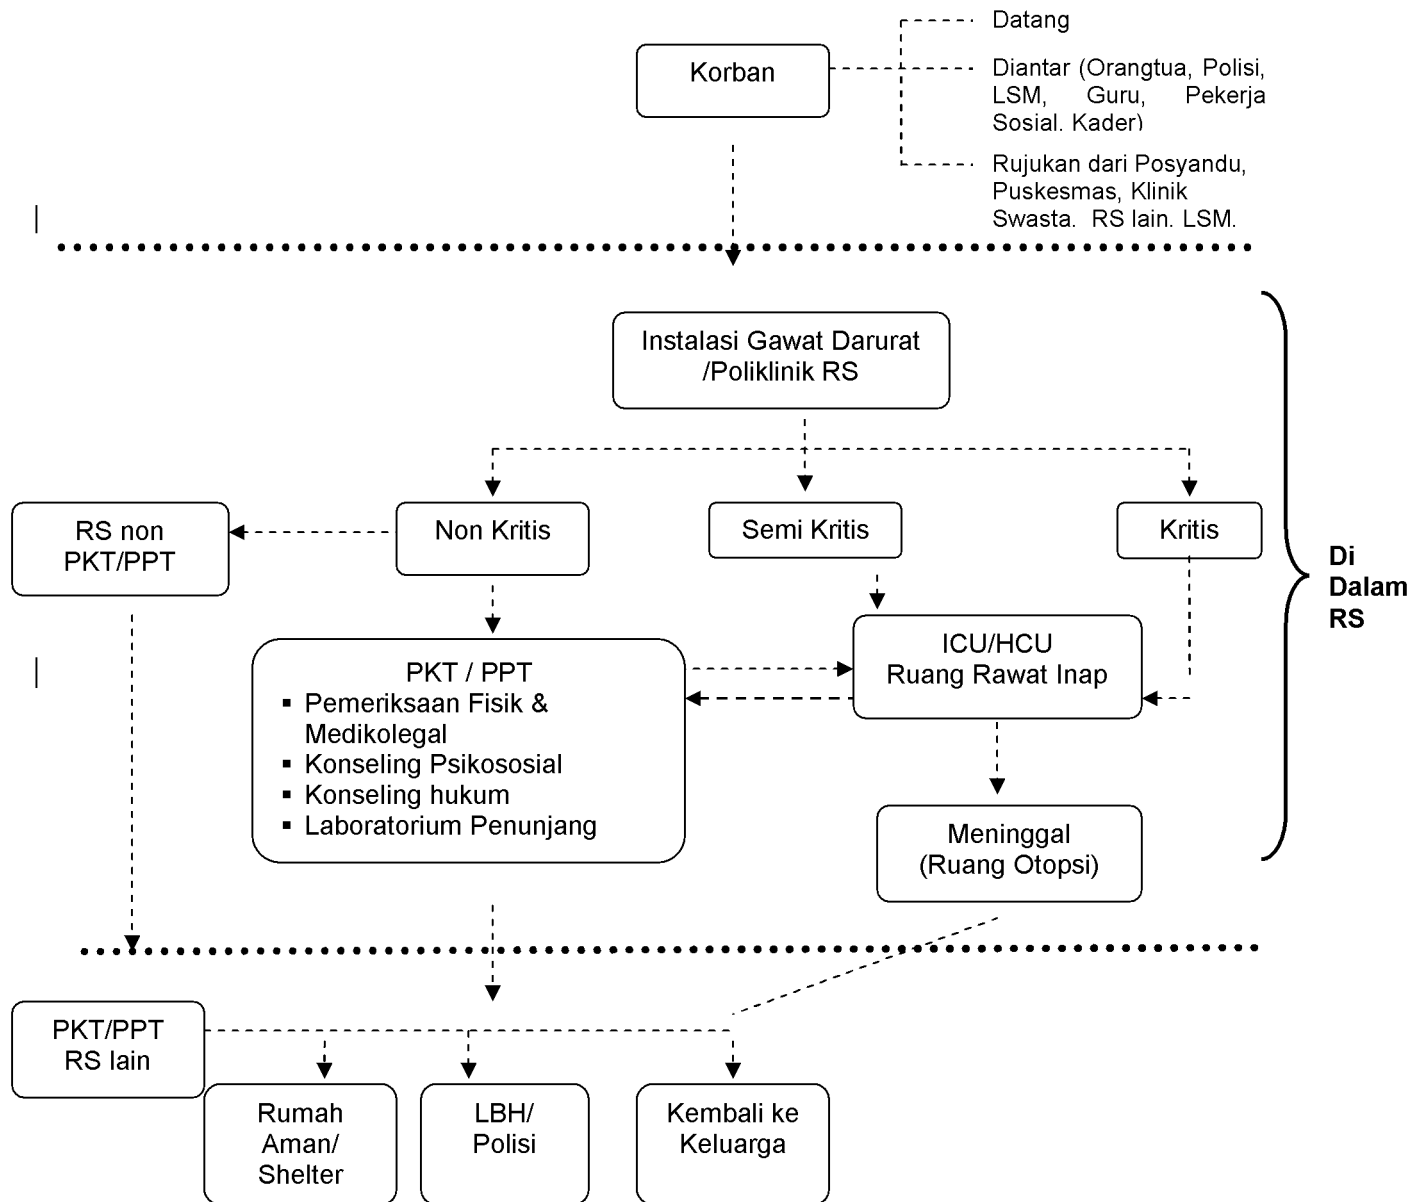 Korban
Datang
Diantar (Orangtua, Polisi,
LSM, Guru, Pekerja
Sosial, Kader)
Rujukan dari Posyandu,
Puskesmas, Klinik
Swasta. RS lain. LSM.
Instalasi Gawat Darurat
/Poliklinik RS
RS non
PKT/PPT
Non Kritis
Semi Kritis
Kritis
Di
Dalam
RS
PKT / PPT
▪ Pemeriksaan Fisik &
Medikolegal
▪ Konseling Psikososial
▪ Konseling hukum
▪ Laboratorium Penunjang
ICU/HCU
Ruang Rawat Inap
Meninggal
(Ruang Otopsi)
PKT/PPT
RS lain
Rumah
Aman/
Shelter
LBH/
Polisi
Kembali ke
Keluarga